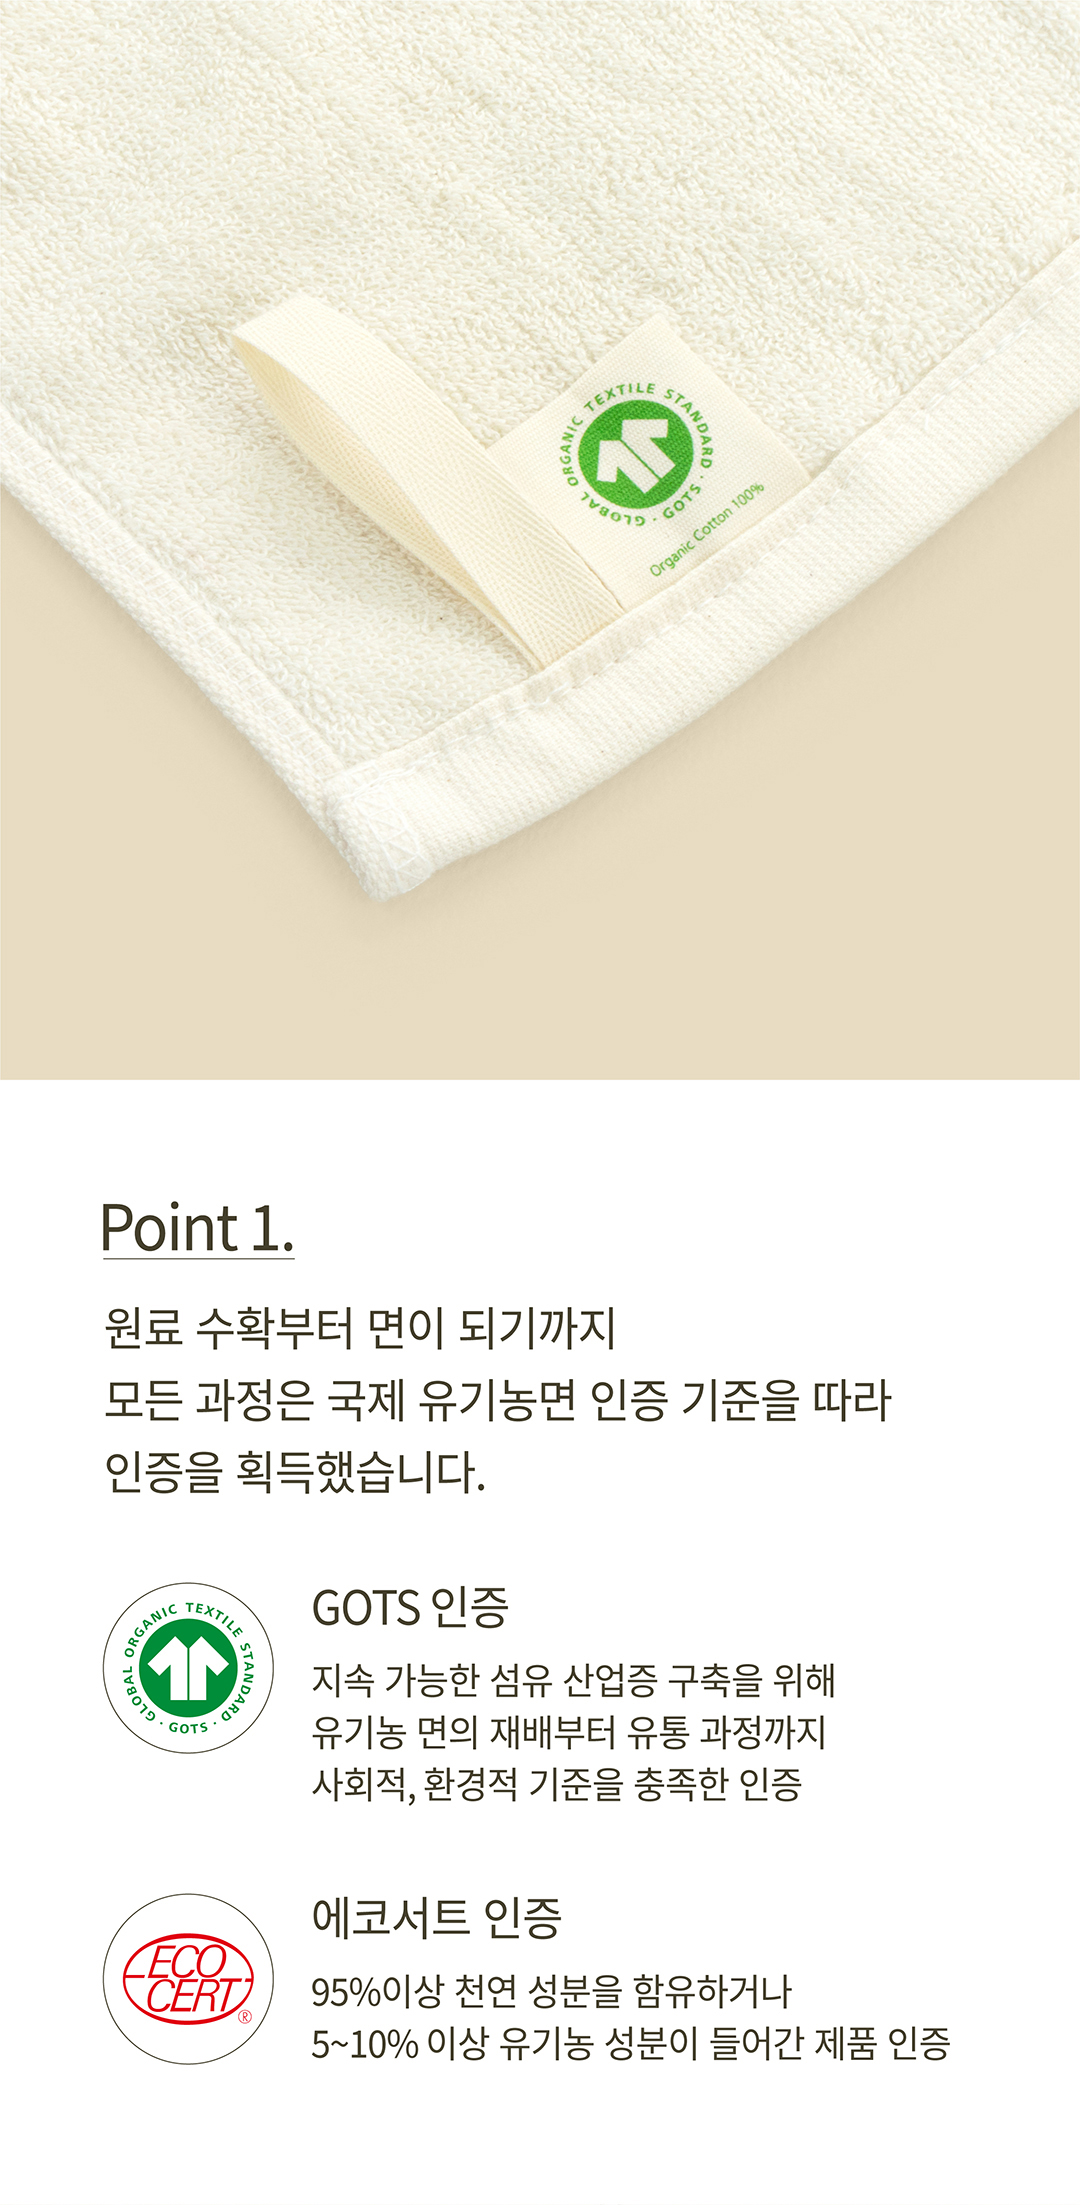 GLOBAL ORGANIC TEXTILE STANDARD · GOTS ·
Organic Cotton 100%
Point 1.
원료 수확부터 면이 되기까지
모든 과정은 국제 유기농면 인증 기준을 따라
인증을 획득했습니다.
GLOBAL ORGANIC TEXTILE STANDARD · GOTS ·
GOTS 인증
지속 가능한 섬유 산업증 구축을 위해
유기농 면의 재배부터 유통 과정까지
사회적, 환경적 기준을 충족한 인증
ECO
CERT
®
에코서트 인증
95%이상 천연 성분을 함유하거나
5~10% 이상 유기농 성분이 들어간 제품 인증